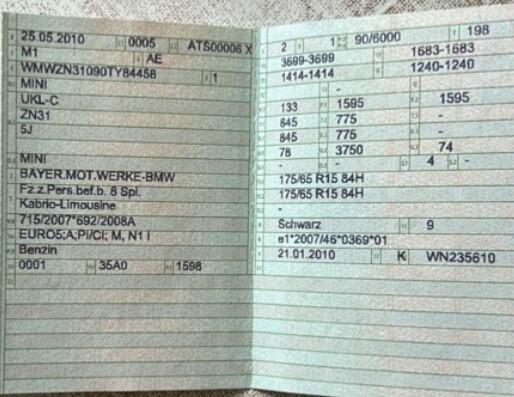 25.05.2010 0005 ATS00006 X
M1 AE
WMWZN31090TY84458 1
MINI
UKL-C
ZN31
5J
MINI
BAYER.MOT.WERKE-BMW
Fz.z.Pers.bef.b. 8 Spl.
Kabrio-Limousine
715/2007*692/2008A
EURO5;A;PI/CI; M, N1 I
Benzin
0001 35A0 1598
2 1 90/6000 198
3699-3699 1683-1683
1414-1414 1240-1240
-
133 1595 1595
845 775 -
845 775 -
78 3750 74
- - 4 -
175/65 R15 84H
175/65 R15 84H
-
Schwarz 9
e1*2007/46*0369*01
21.01.2010 K WN235610